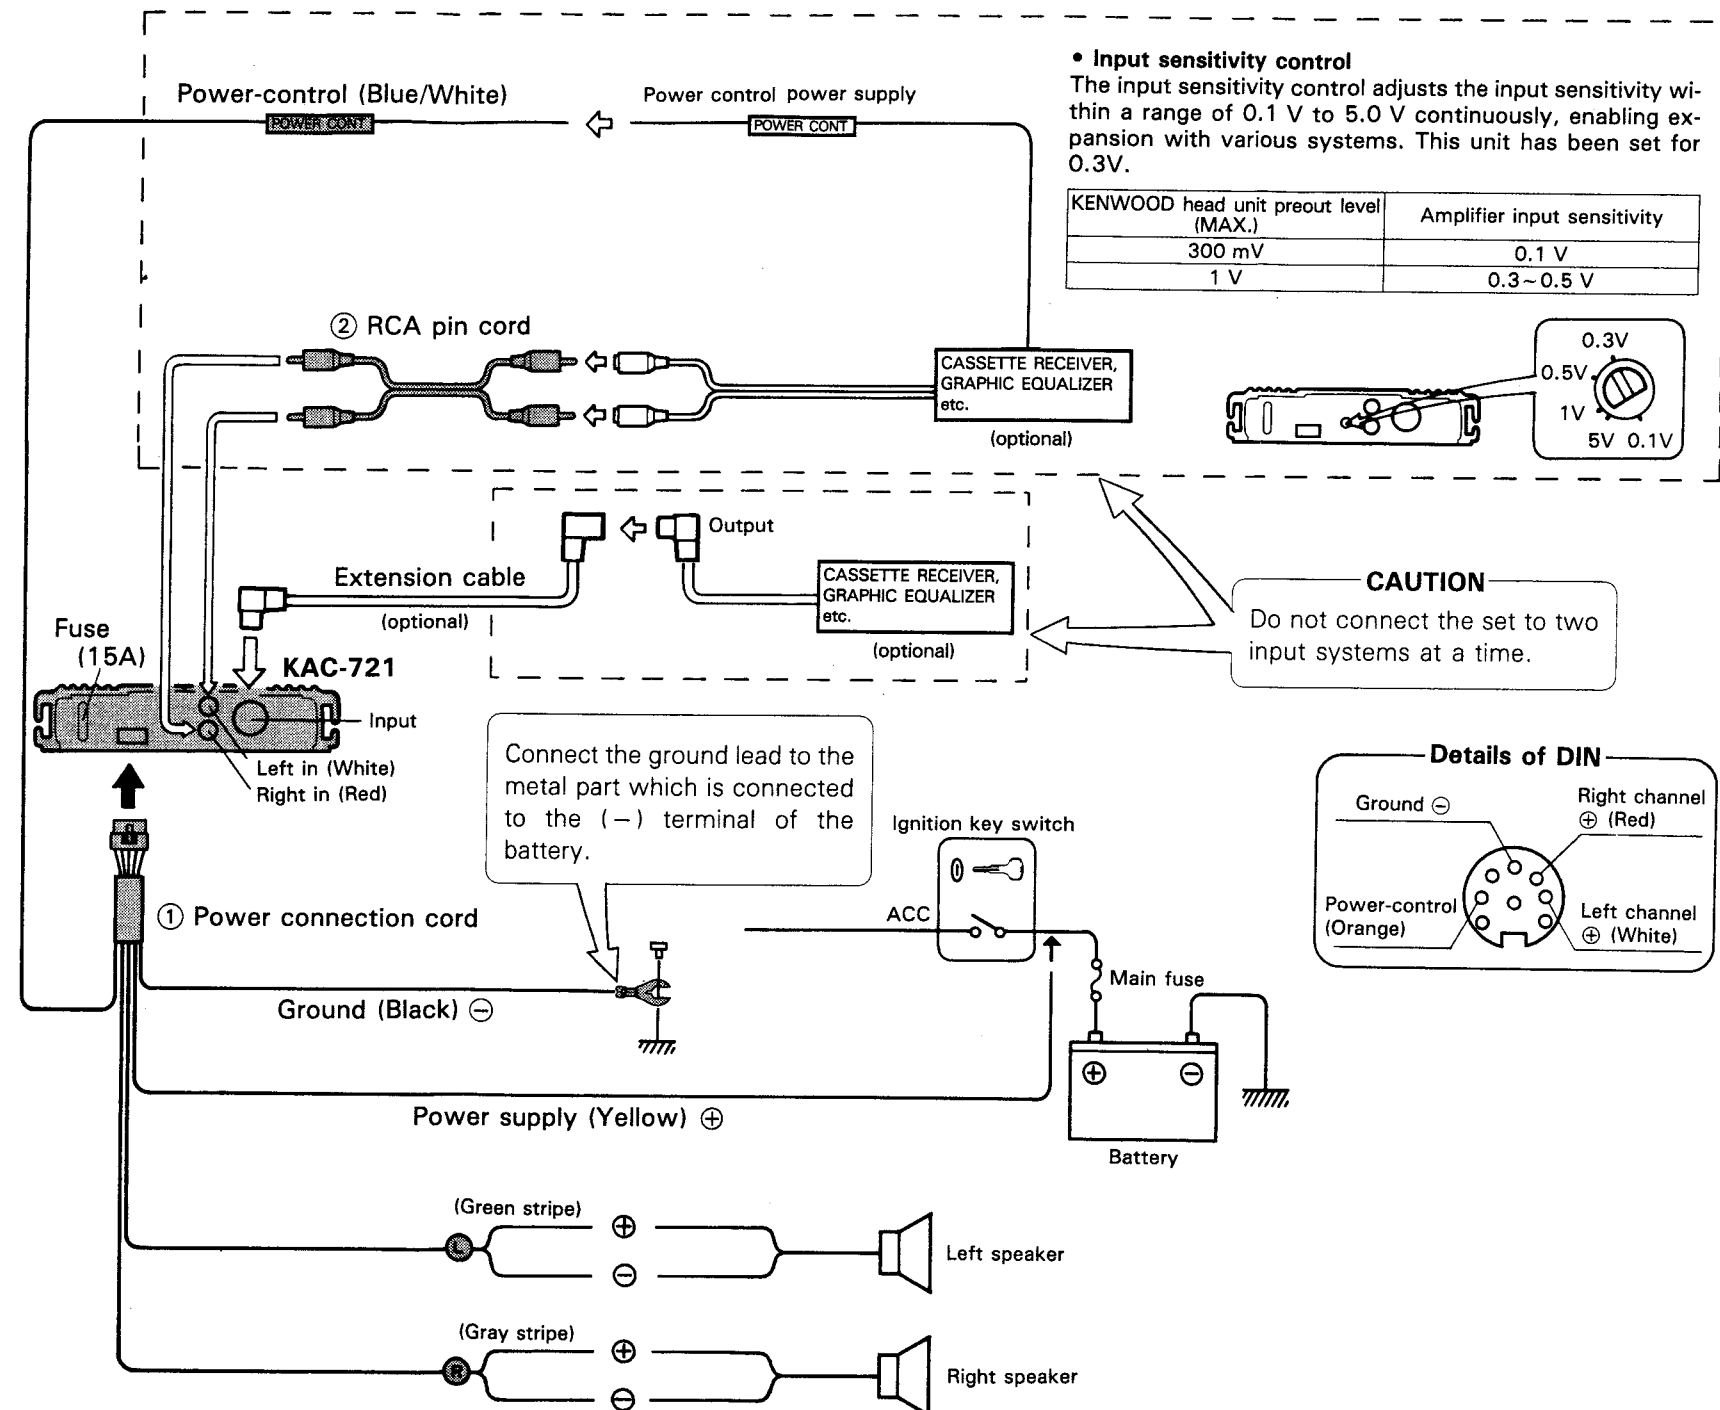 Power-control (Blue/White)
POWER CONT
Power control power supply
POWER CONT
• Input sensitivity control
The input sensitivity control adjusts the input sensitivity wi-
thin a range of 0.1 V to 5.0 V continuously, enabling ex-
pansion with various systems. This unit has been set for
0.3V.
KENWOOD head unit preout level
(MAX.)
Amplifier input sensitivity
300 mV
0.1 V
1 V
0.3~0.5 V
② RCA pin cord
CASSETTE RECEIVER,
GRAPHIC EQUALIZER
etc.
(optional)
0.3V
0.5V
1V
5V 0.1V
Output
Extension cable
(optional)
CASSETTE RECEIVER,
GRAPHIC EQUALIZER
etc.
(optional)
CAUTION
Do not connect the set to two
input systems at a time.
Fuse
(15A)
KAC-721
Input
Left in (White)
Right in (Red)
Connect the ground lead to the
metal part which is connected
to the (−) terminal of the
battery.
Details of DIN
Ground ⊖
Right channel
⊕ (Red)
Power-control
(Orange)
Left channel
⊕ (White)
Ignition key switch
ACC
① Power connection cord
Main fuse
Ground (Black) ⊖
⊕
⊖
Power supply (Yellow) ⊕
Battery
(Green stripe)
⊕
L
Left speaker
⊖
(Gray stripe)
⊕
R
Right speaker
⊖